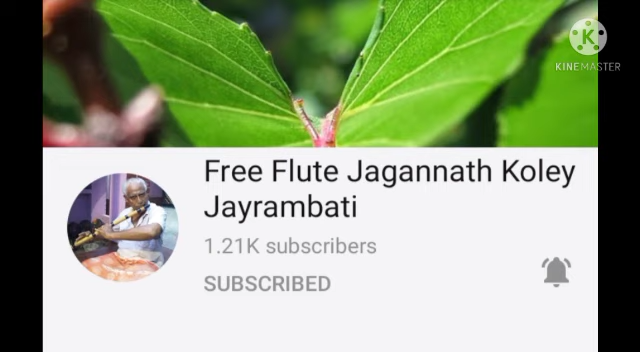 KINEMASTER
Free Flute Jagannath Koley
Jayrambati
1.21K subscribers
SUBSCRIBED